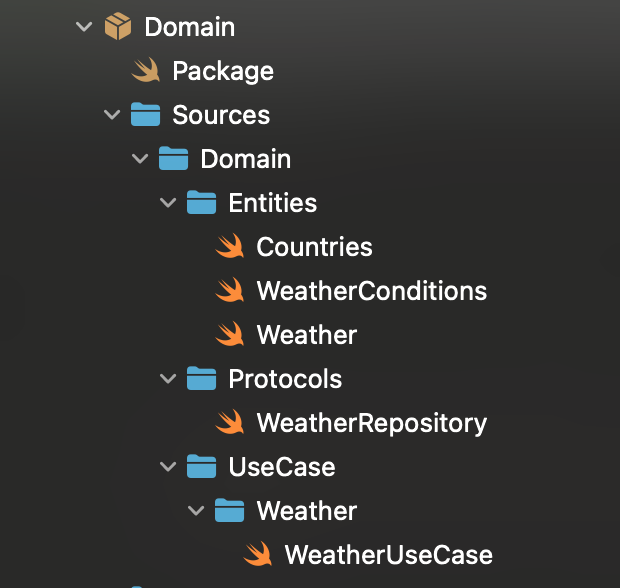 Domain
Package
Sources
Domain
Entities
Countries
WeatherConditions
Weather
Protocols
WeatherRepository
UseCase
Weather
WeatherUseCase